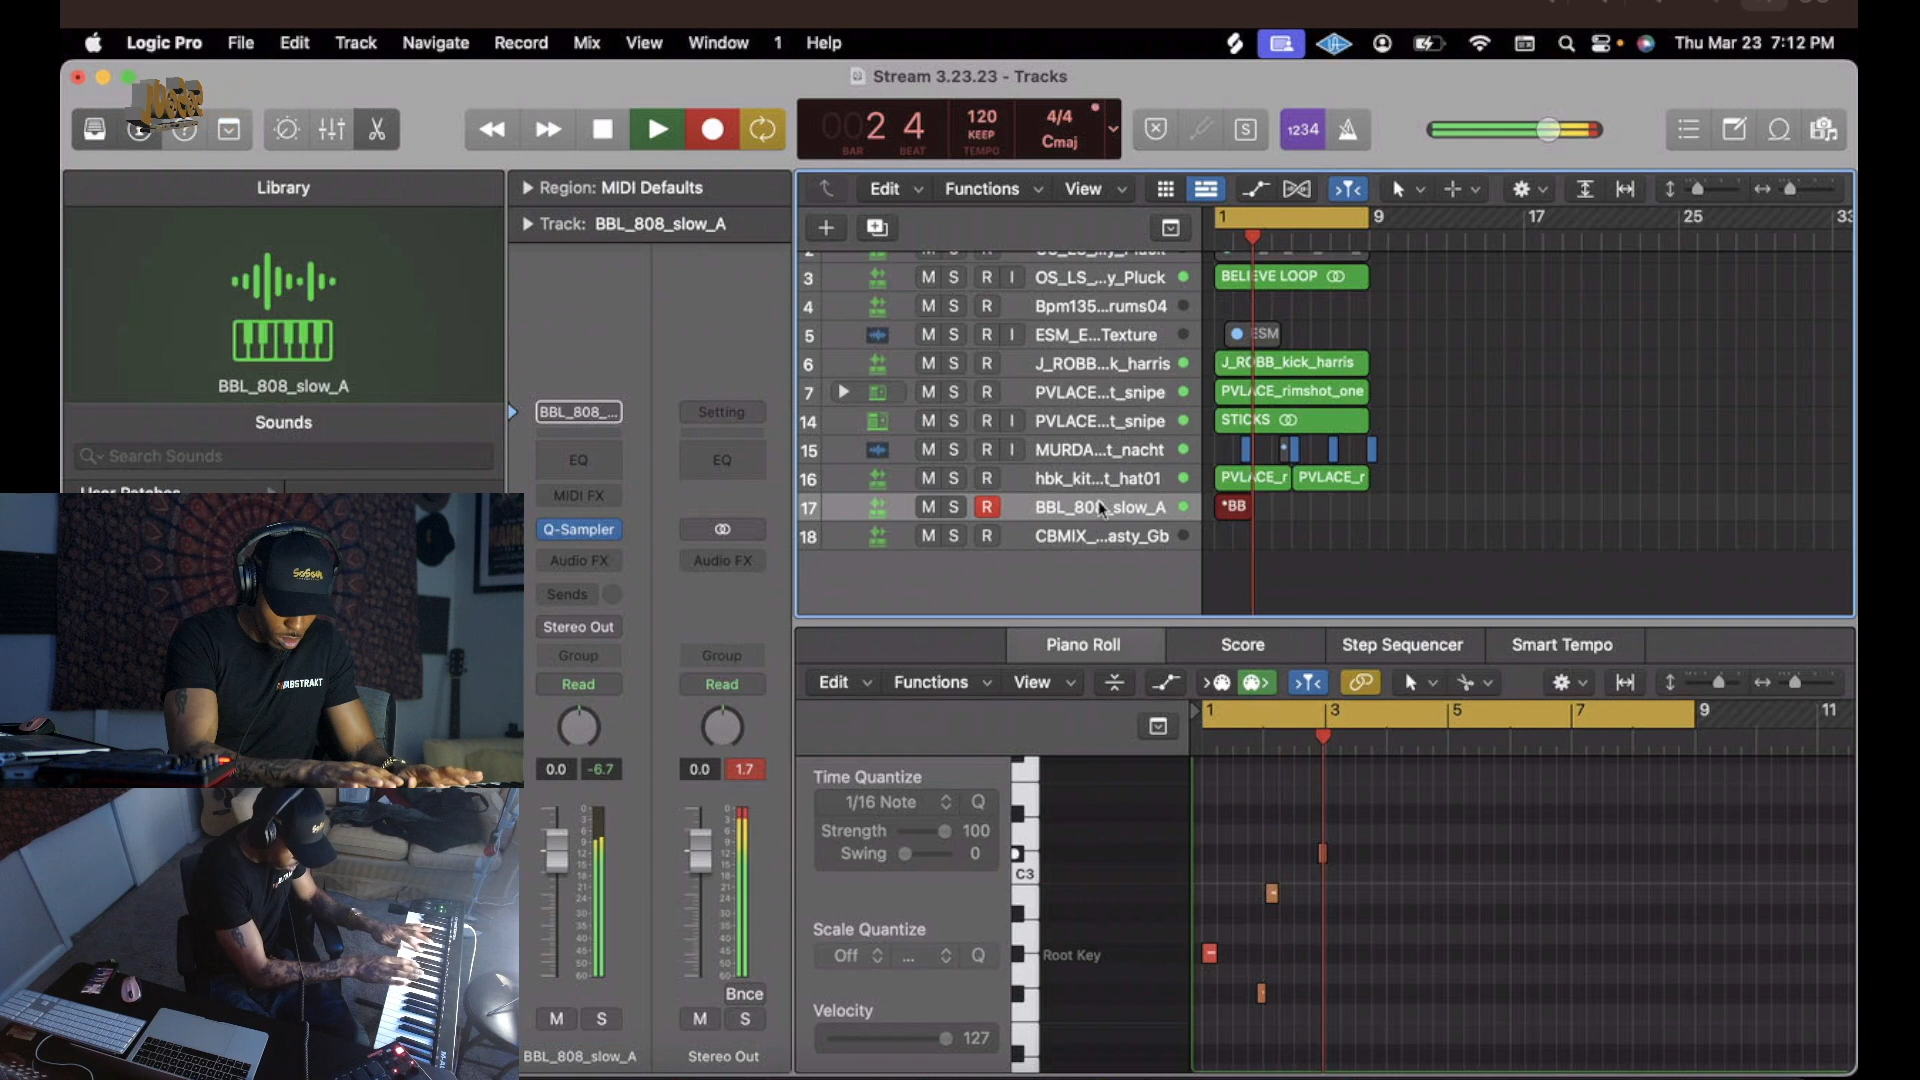 Logic Pro File Edit Track Navigate Record Mix View Window 1 Help Thu Mar 23 7:12 PM
Stream 3.23.23 - Tracks
002 4 120 4/4
KEEP Cmaj
BAR BEAT TEMPO
S 1234
Library
BBL_808_slow_A
Sounds
Search Sounds
User Patches
Region: MIDI Defaults
Track: BBL_808_slow_A
BBL_808_... Setting
EQ EQ
MIDI FX
Q-Sampler
Audio FX Audio FX
Sends
Stereo Out
Group Group
Read Read
0.0 -6.7 0.0 1.7
Bnce
M S M S
BBL_808_slow_A Stereo Out
Edit Functions View
1 9 17 25 33
3 M S R I OS_LS_...y_Pluck BELIEVE LOOP
4 M S R Bpm135...rums04
5 M S R I ESM_E...Texture ESM
6 M S R J_ROBB...k_harris J_ROBB_kick_harris
7 M S R PVLACE...t_snipe PVLACE_rimshot_one
14 M S R I PVLACE...t_snipe STICKS
15 M S R I MURDA...t_nacht
16 M S R hbk_kit...t_hat01 PVLACE_r PVLACE_r
17 M S R BBL_808_slow_A *BB
18 M S R CBMIX_...asty_Gb
Piano Roll Score Step Sequencer Smart Tempo
Edit Functions View
1 3 5 7 9 11
Time Quantize
1/16 Note Q
Strength 100
Swing 0
C3
Scale Quantize
Off ... Q
Root Key
Velocity
127
ABSTRAKT